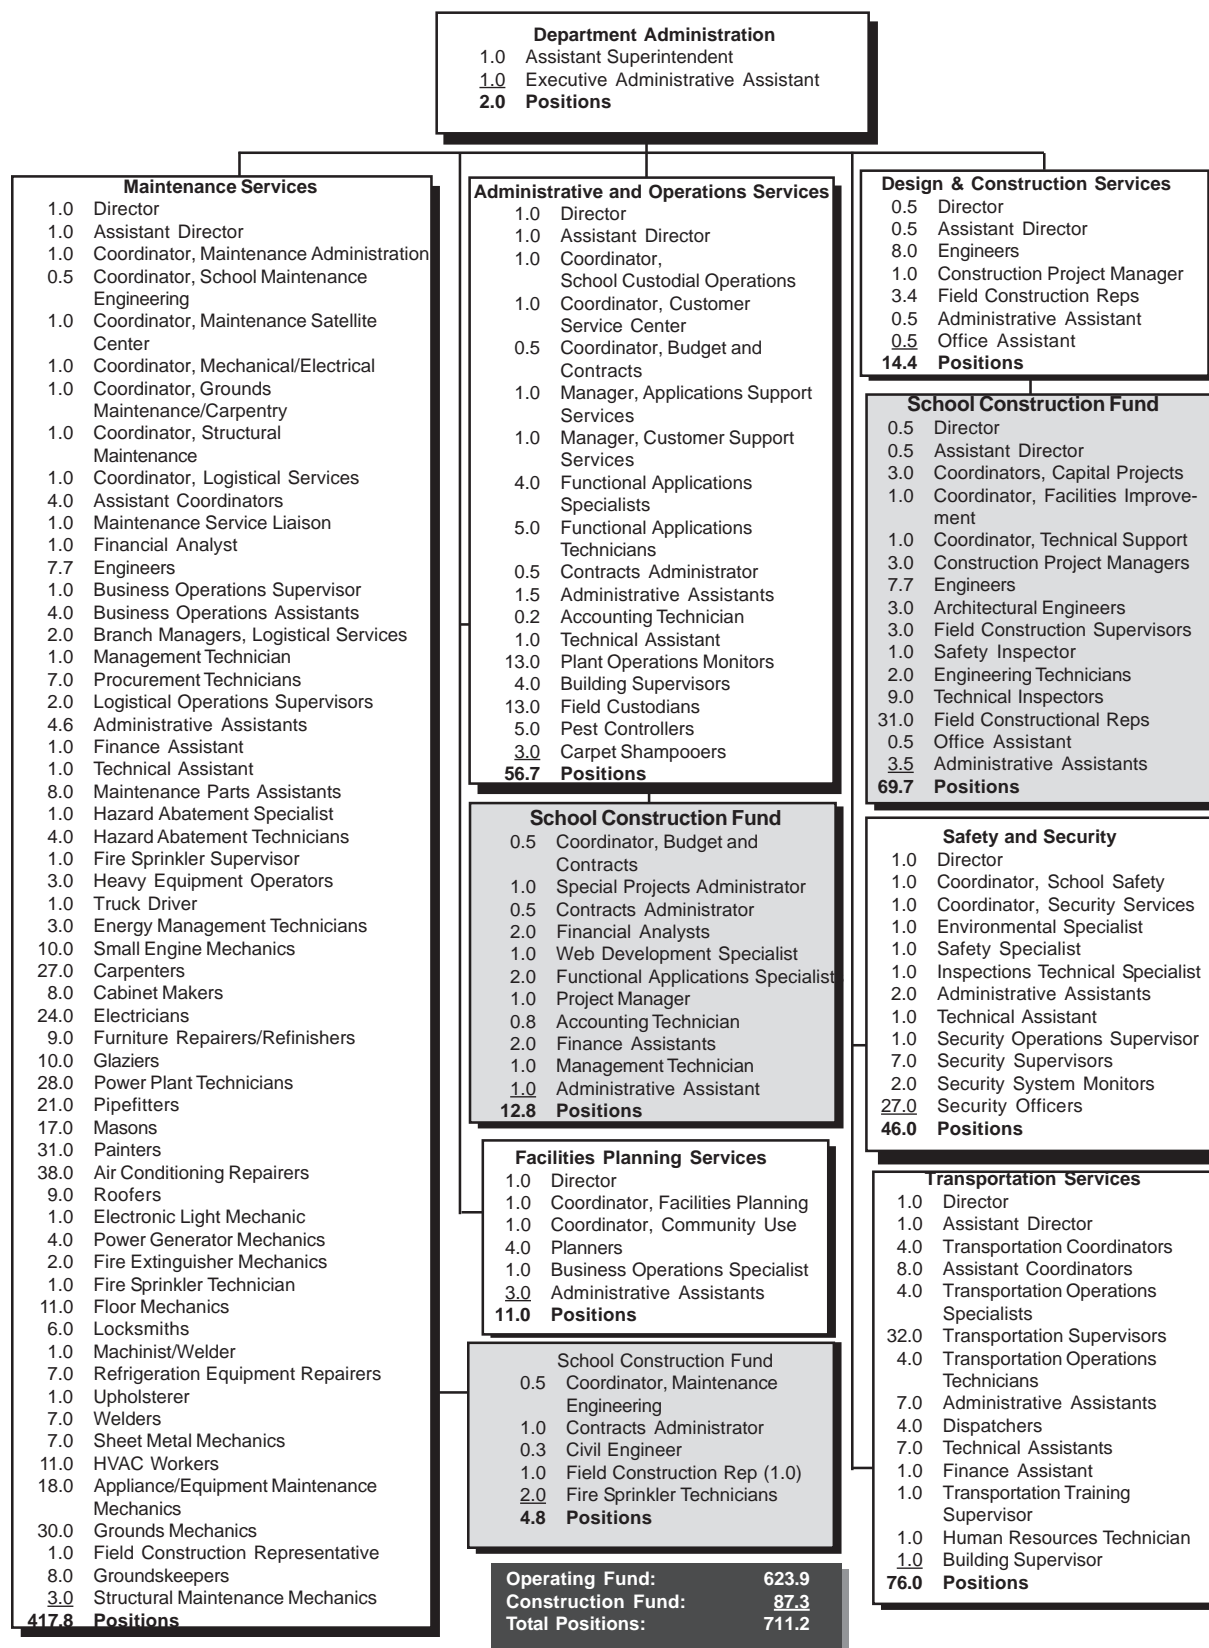 Department Administration
1.0 Assistant Superintendent
1.0 Executive Administrative Assistant
2.0 Positions
Maintenance Services
1.0 Director
1.0 Assistant Director
1.0 Coordinator, Maintenance Administration
0.5 Coordinator, School Maintenance
Engineering
1.0 Coordinator, Maintenance Satellite
Center
1.0 Coordinator, Mechanical/Electrical
1.0 Coordinator, Grounds
Maintenance/Carpentry
1.0 Coordinator, Structural
Maintenance
1.0 Coordinator, Logistical Services
4.0 Assistant Coordinators
1.0 Maintenance Service Liaison
1.0 Financial Analyst
7.7 Engineers
1.0 Business Operations Supervisor
4.0 Business Operations Assistants
2.0 Branch Managers, Logistical Services
1.0 Management Technician
7.0 Procurement Technicians
2.0 Logistical Operations Supervisors
4.6 Administrative Assistants
1.0 Finance Assistant
1.0 Technical Assistant
8.0 Maintenance Parts Assistants
1.0 Hazard Abatement Specialist
4.0 Hazard Abatement Technicians
1.0 Fire Sprinkler Supervisor
3.0 Heavy Equipment Operators
1.0 Truck Driver
3.0 Energy Management Technicians
10.0 Small Engine Mechanics
27.0 Carpenters
8.0 Cabinet Makers
24.0 Electricians
9.0 Furniture Repairers/Refinishers
10.0 Glaziers
28.0 Power Plant Technicians
21.0 Pipefitters
17.0 Masons
31.0 Painters
38.0 Air Conditioning Repairers
9.0 Roofers
1.0 Electronic Light Mechanic
4.0 Power Generator Mechanics
2.0 Fire Extinguisher Mechanics
1.0 Fire Sprinkler Technician
11.0 Floor Mechanics
6.0 Locksmiths
1.0 Machinist/Welder
7.0 Refrigeration Equipment Repairers
1.0 Upholsterer
7.0 Welders
7.0 Sheet Metal Mechanics
11.0 HVAC Workers
18.0 Appliance/Equipment Maintenance
Mechanics
30.0 Grounds Mechanics
1.0 Field Construction Representative
8.0 Groundskeepers
3.0 Structural Maintenance Mechanics
417.8 Positions
Administrative and Operations Services
1.0 Director
1.0 Assistant Director
1.0 Coordinator,
School Custodial Operations
1.0 Coordinator, Customer
Service Center
0.5 Coordinator, Budget and
Contracts
1.0 Manager, Applications Support
Services
1.0 Manager, Customer Support
Services
4.0 Functional Applications
Specialists
5.0 Functional Applications
Technicians
0.5 Contracts Administrator
1.5 Administrative Assistants
0.2 Accounting Technician
1.0 Technical Assistant
13.0 Plant Operations Monitors
4.0 Building Supervisors
13.0 Field Custodians
5.0 Pest Controllers
3.0 Carpet Shampooers
56.7 Positions
School Construction Fund
0.5 Coordinator, Budget and
Contracts
1.0 Special Projects Administrator
0.5 Contracts Administrator
2.0 Financial Analysts
1.0 Web Development Specialist
2.0 Functional Applications Specialists
1.0 Project Manager
0.8 Accounting Technician
2.0 Finance Assistants
1.0 Management Technician
1.0 Administrative Assistant
12.8 Positions
Facilities Planning Services
1.0 Director
1.0 Coordinator, Facilities Planning
1.0 Coordinator, Community Use
4.0 Planners
1.0 Business Operations Specialist
3.0 Administrative Assistants
11.0 Positions
School Construction Fund
0.5 Coordinator, Maintenance
Engineering
1.0 Contracts Administrator
0.3 Civil Engineer
1.0 Field Construction Rep (1.0)
2.0 Fire Sprinkler Technicians
4.8 Positions
Operating Fund: 623.9
Construction Fund: 87.3
Total Positions: 711.2
Design & Construction Services
0.5 Director
0.5 Assistant Director
8.0 Engineers
1.0 Construction Project Manager
3.4 Field Construction Reps
0.5 Administrative Assistant
0.5 Office Assistant
14.4 Positions
School Construction Fund
0.5 Director
0.5 Assistant Director
3.0 Coordinators, Capital Projects
1.0 Coordinator, Facilities Improve-
ment
1.0 Coordinator, Technical Support
3.0 Construction Project Managers
7.7 Engineers
3.0 Architectural Engineers
3.0 Field Construction Supervisors
1.0 Safety Inspector
2.0 Engineering Technicians
9.0 Technical Inspectors
31.0 Field Constructional Reps
0.5 Office Assistant
3.5 Administrative Assistants
69.7 Positions
Safety and Security
1.0 Director
1.0 Coordinator, School Safety
1.0 Coordinator, Security Services
1.0 Environmental Specialist
1.0 Safety Specialist
1.0 Inspections Technical Specialist
2.0 Administrative Assistants
1.0 Technical Assistant
1.0 Security Operations Supervisor
7.0 Security Supervisors
2.0 Security System Monitors
27.0 Security Officers
46.0 Positions
Transportation Services
1.0 Director
1.0 Assistant Director
4.0 Transportation Coordinators
8.0 Assistant Coordinators
4.0 Transportation Operations
Specialists
32.0 Transportation Supervisors
4.0 Transportation Operations
Technicians
7.0 Administrative Assistants
4.0 Dispatchers
7.0 Technical Assistants
1.0 Finance Assistant
1.0 Transportation Training
Supervisor
1.0 Human Resources Technician
1.0 Building Supervisor
76.0 Positions